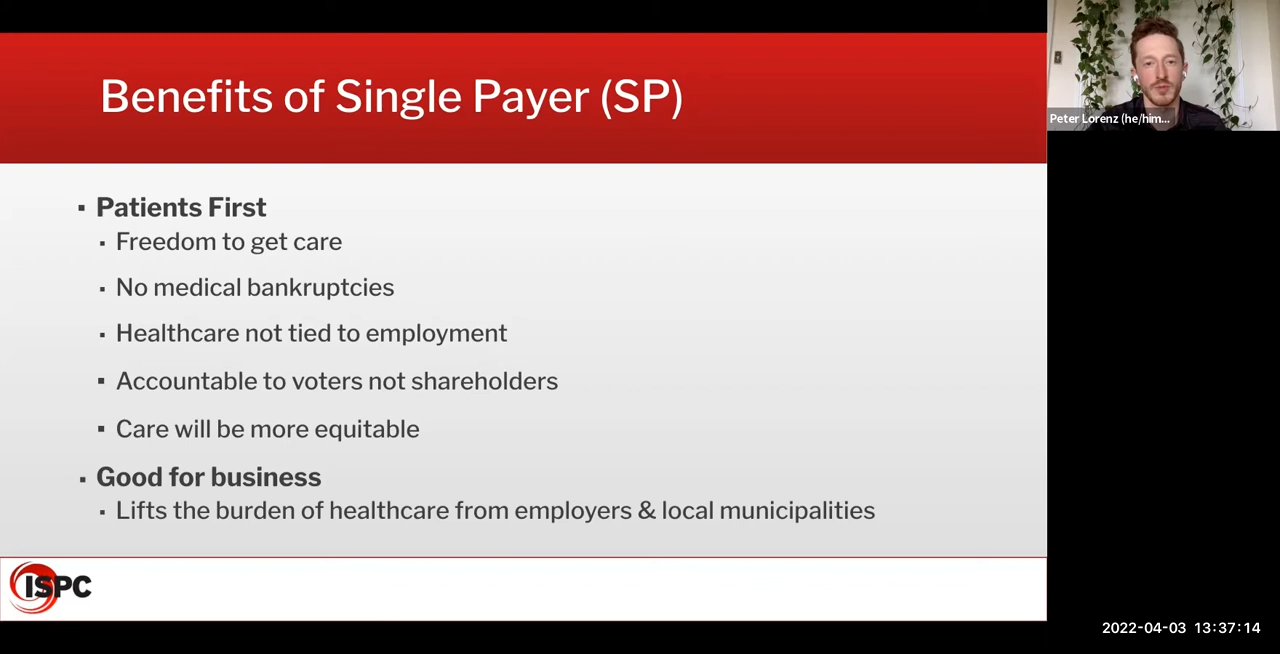 Benefits of Single Payer (SP)
Peter Lorenz (he/him...
▪ Patients First
▪ Freedom to get care
▪ No medical bankruptcies
▪ Healthcare not tied to employment
▪ Accountable to voters not shareholders
▪ Care will be more equitable
▪ Good for business
▪ Lifts the burden of healthcare from employers & local municipalities
ISPC
2022-04-03 13:37:14